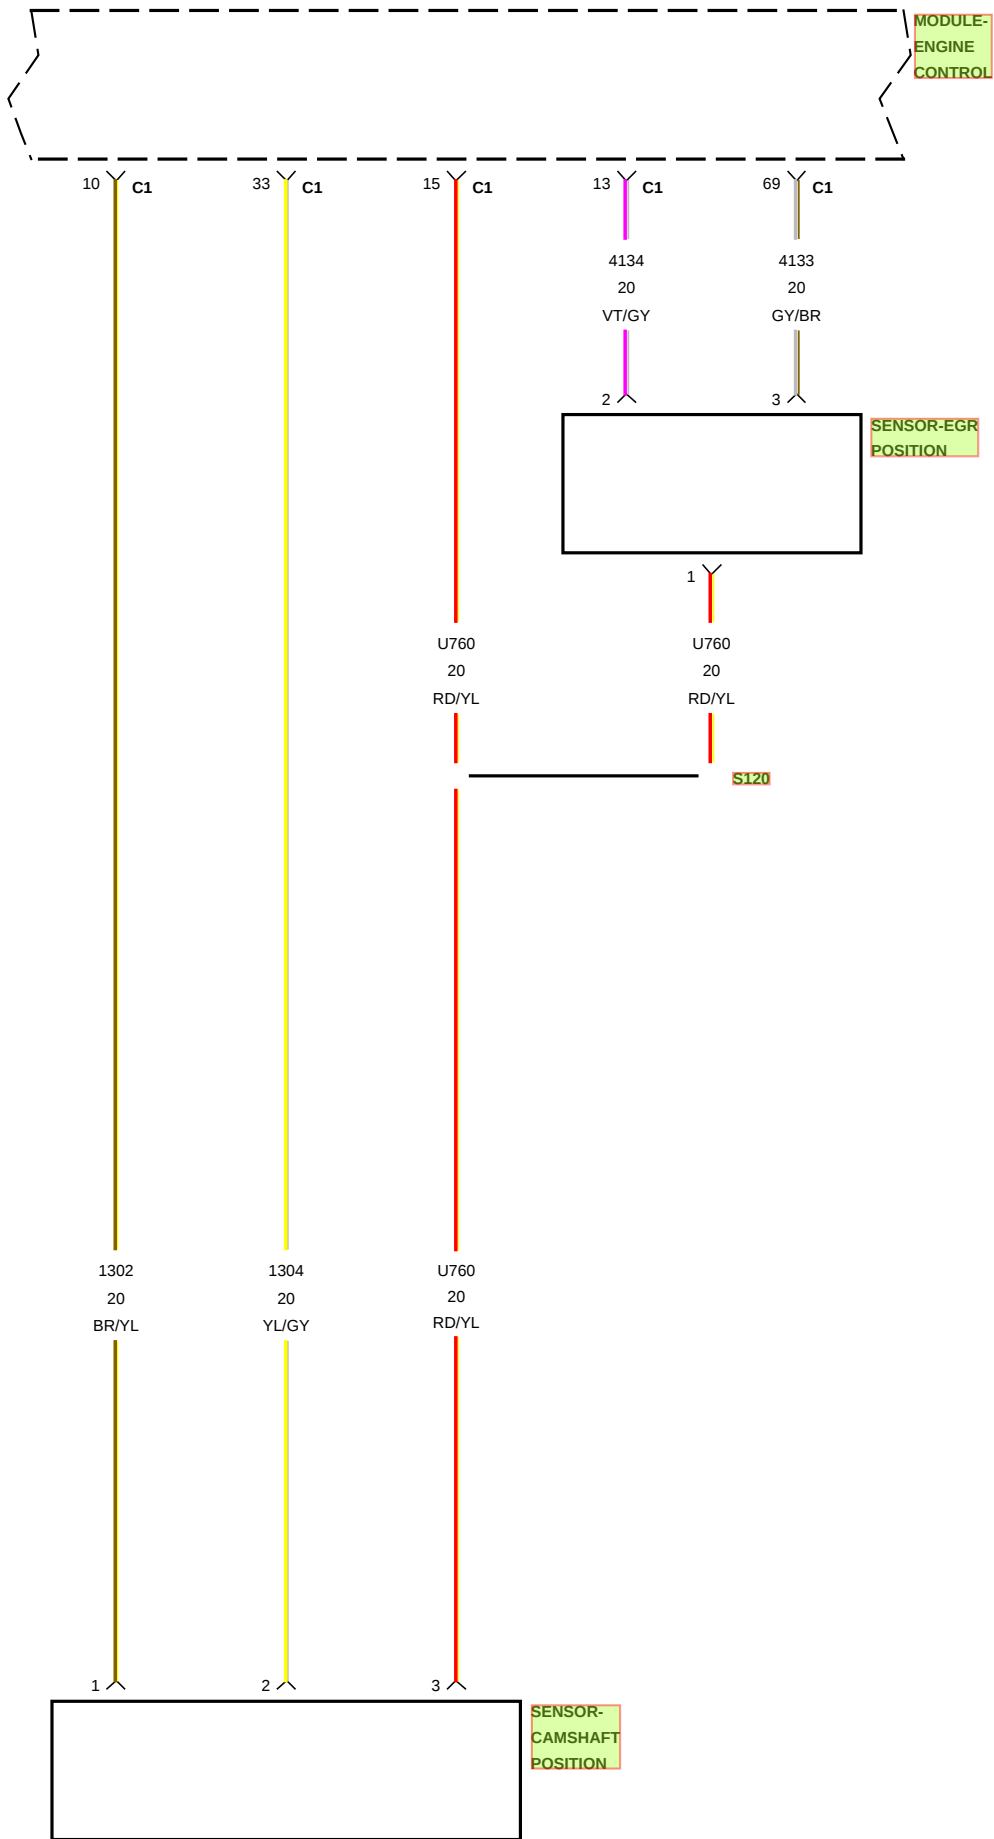 MODULE-
ENGINE
CONTROL
10 C1 33 C1 15 C1 13 C1 69 C1
4134 4133
20 20
VT/GY GY/BR
2 3
SENSOR-EGR
POSITION
1
U760 U760
20 20
RD/YL RD/YL
S120
1302 1304 U760
20 20 20
BR/YL YL/GY RD/YL
1 2 3
SENSOR-
CAMSHAFT
POSITION